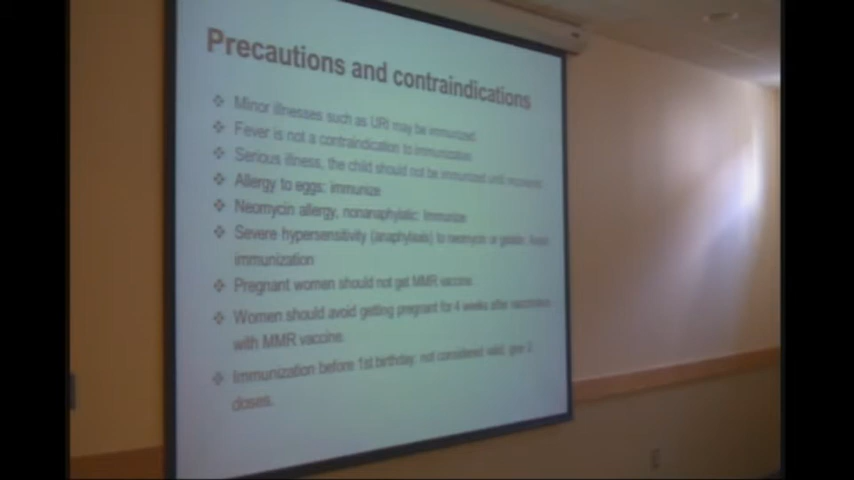 Precautions and contraindications
❖ Minor illnesses such as URI may be immunized.
❖ Fever is not a contraindication to immunization
❖ Serious illness, the child should not be immunized until
❖ Allergy to eggs: immunize
❖ Neomycin allergy, nonanaphylatic: Immunize
❖ Severe hypersensitivity (anaphylaxis) to neomycin or gelatin:
immunization
❖ Pregnant women should not get MMR vaccine.
❖ Women should avoid getting pregnant for 4 weeks after
with MMR vaccine.
❖ Immunization before 1st birthday: not considered valid, give 2
doses.